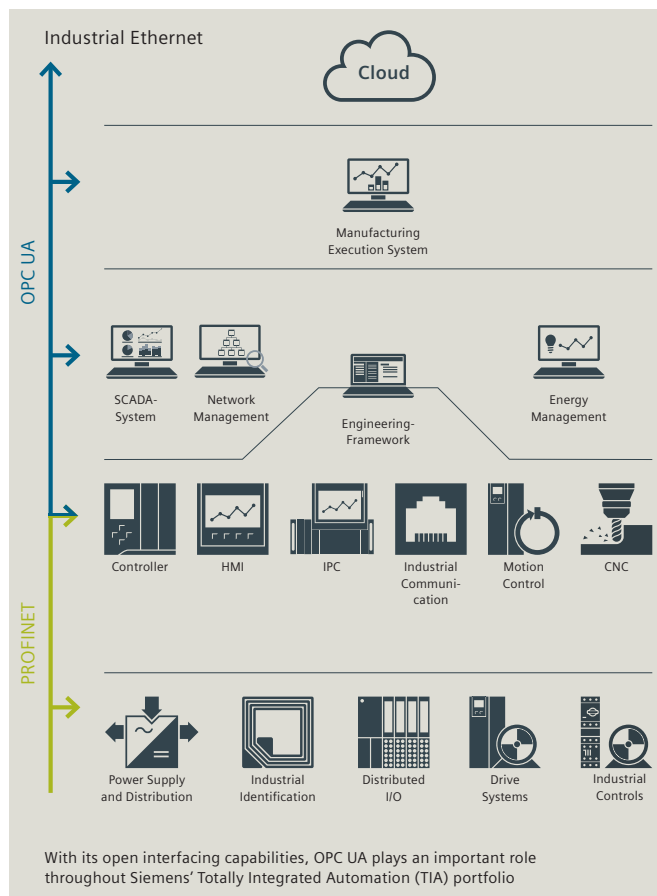 Industrial Ethernet
Cloud
OPC UA
Manufacturing
Execution System
SCADA-
System
Network
Management
Engineering-
Framework
Energy
Management
PROFINET
Controller
HMI
IPC
Industrial
Communi-
cation
Motion
Control
CNC
Power Supply
and Distribution
Industrial
Identification
Distributed
I/O
Drive
Systems
Industrial
Controls
With its open interfacing capabilities, OPC UA plays an important role
throughout Siemens' Totally Integrated Automation (TIA) portfolio